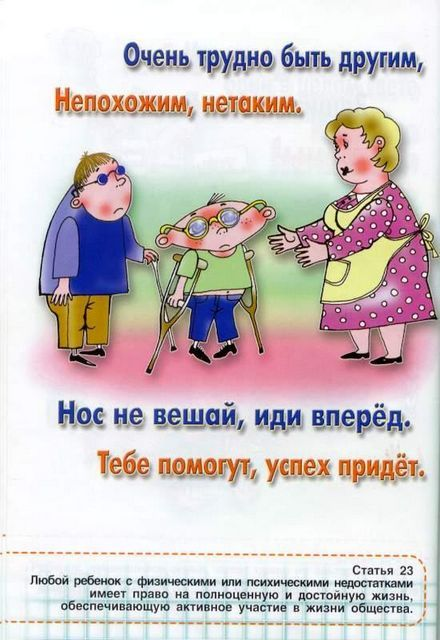 Очень трудно быть другим,
Непохожим, нетаким.
Нос не вешай, иди вперёд.
Тебе помогут, успех придёт.
Статья 23
Любой ребенок с физическими или психическими недостатками
имеет право на полноценную и достойную жизнь,
обеспечивающую активное участие в жизни общества.